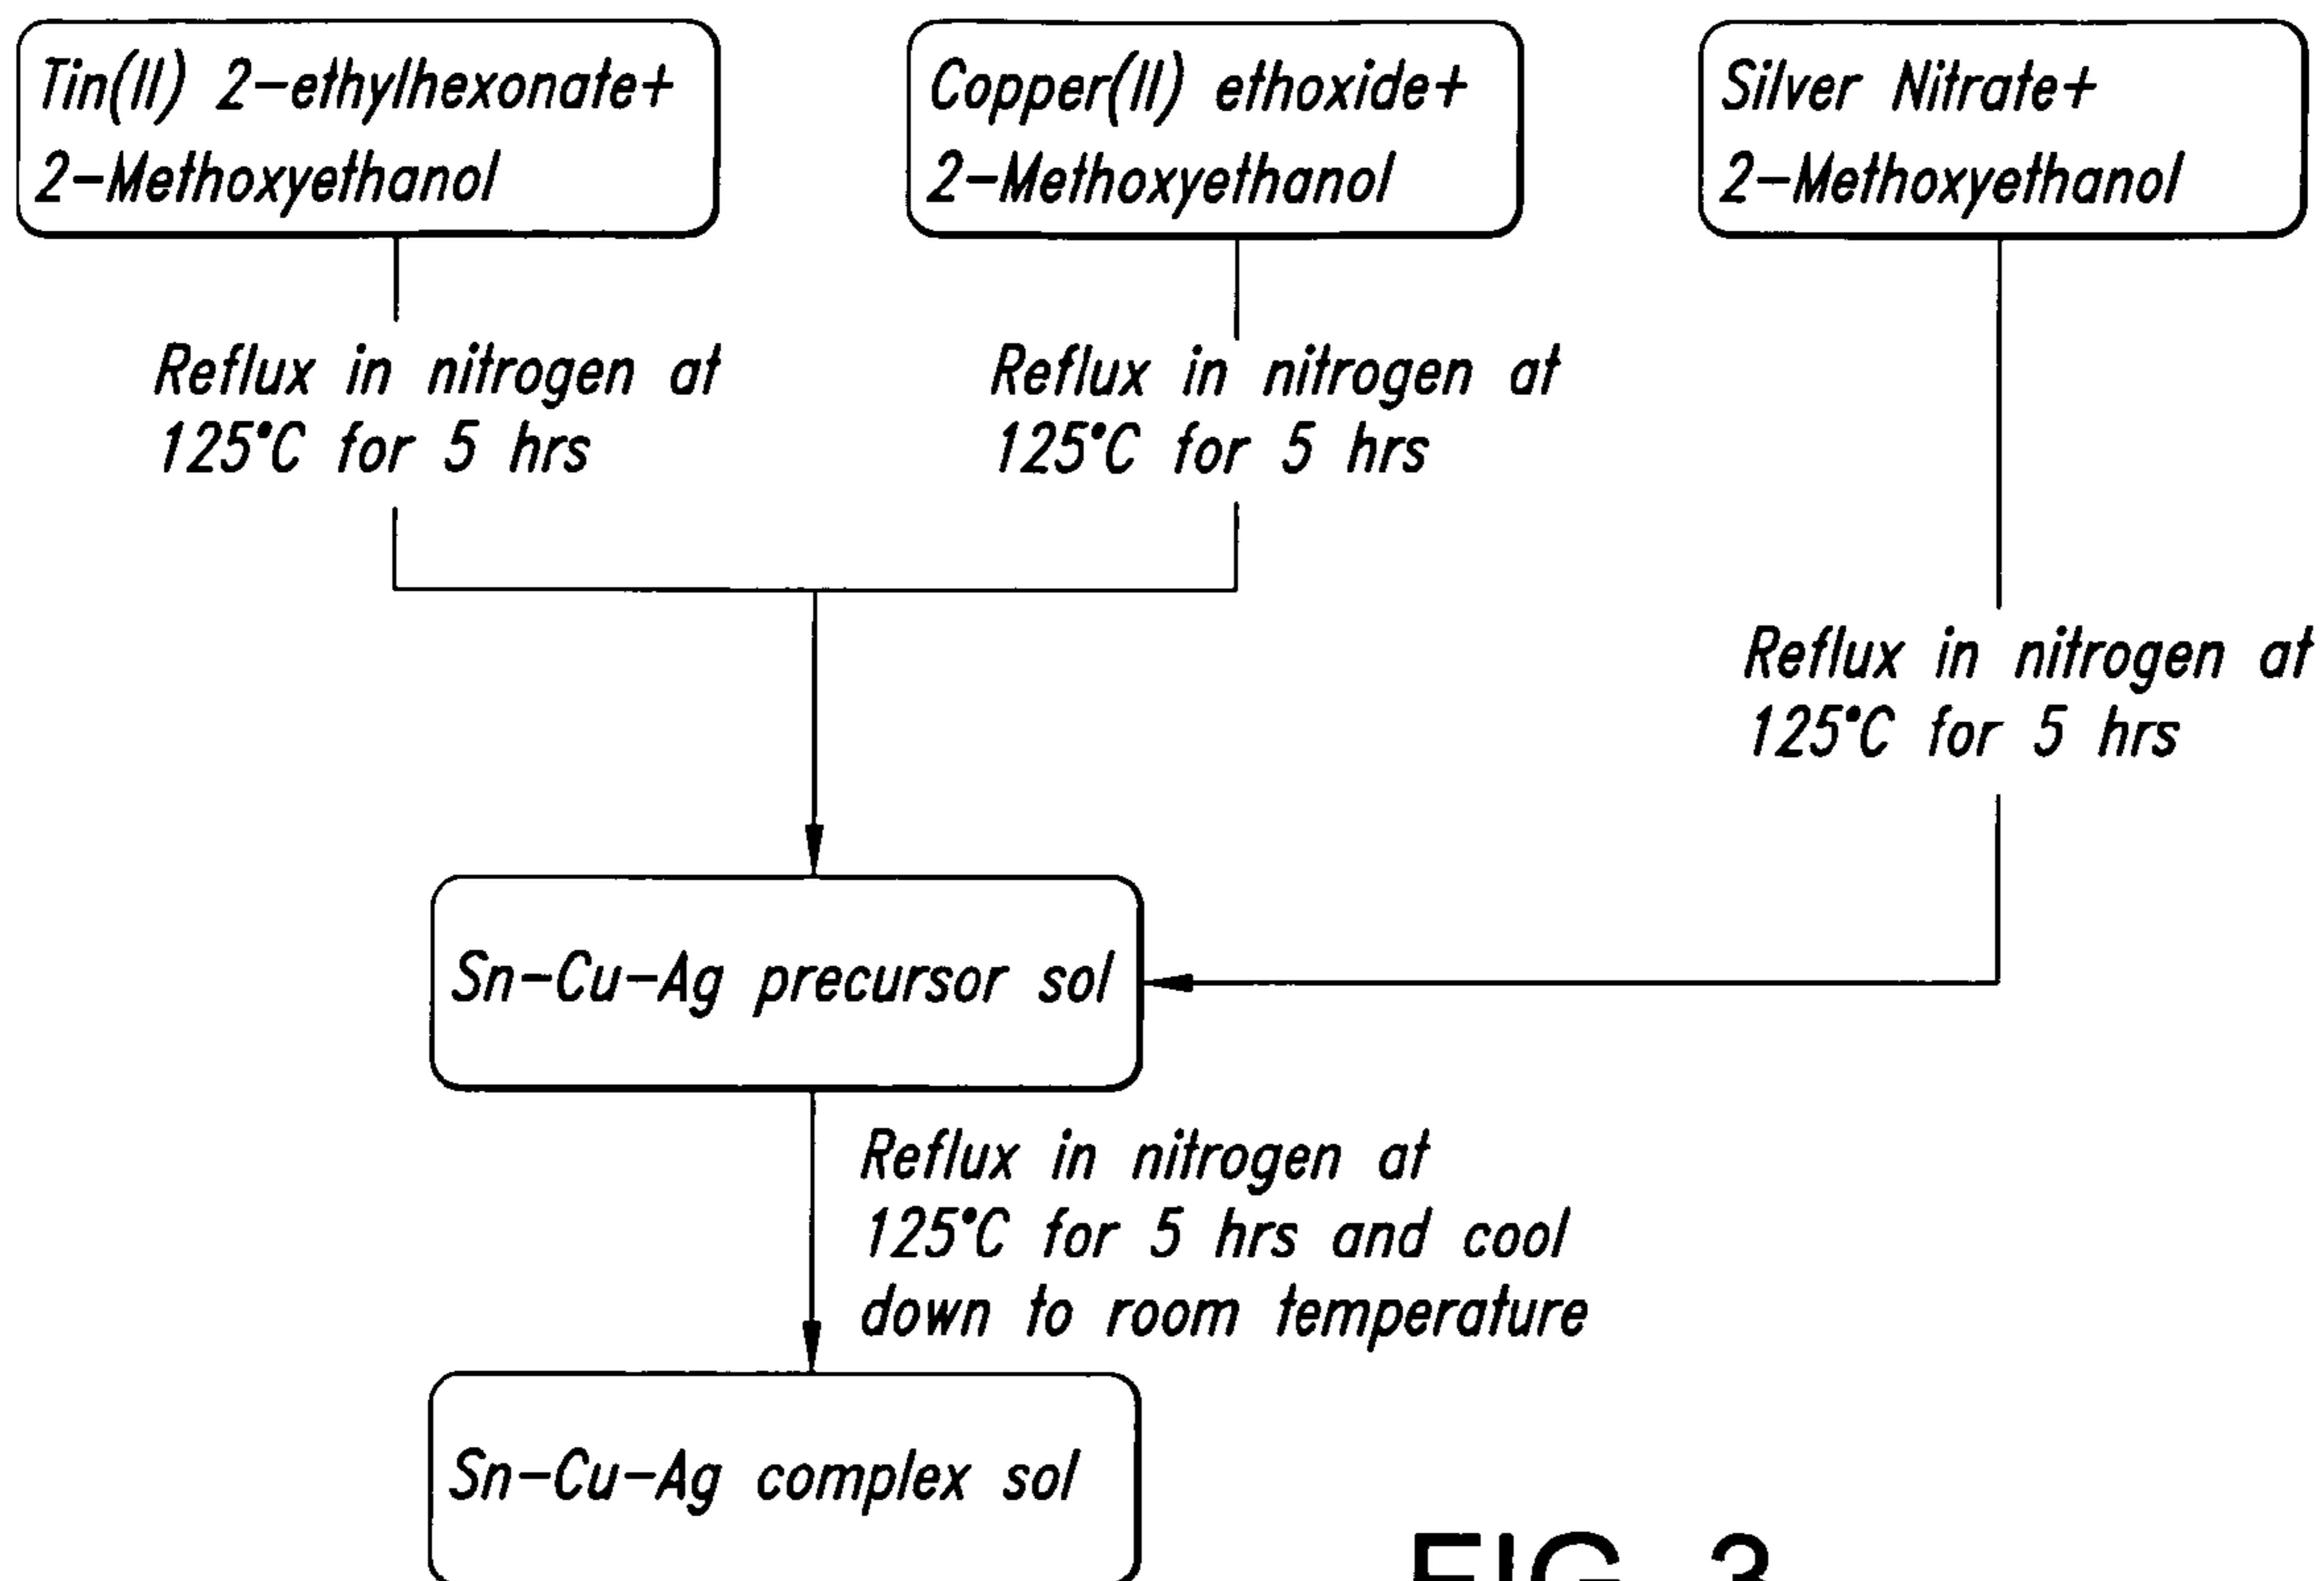 Tin(II) 2-ethylhexonate+
2-Methoxyethanol
Copper(II) ethoxide+
2-Methoxyethanol
Silver Nitrate+
2-Methoxyethanol
Reflux in nitrogen at
125°C for 5 hrs
Reflux in nitrogen at
125°C for 5 hrs
Reflux in nitrogen at
125°C for 5 hrs
Sn-Cu-Ag precursor sol
Reflux in nitrogen at
125°C for 5 hrs and cool
down to room temperature
Sn-Cu-Ag complex sol
FIG. 3